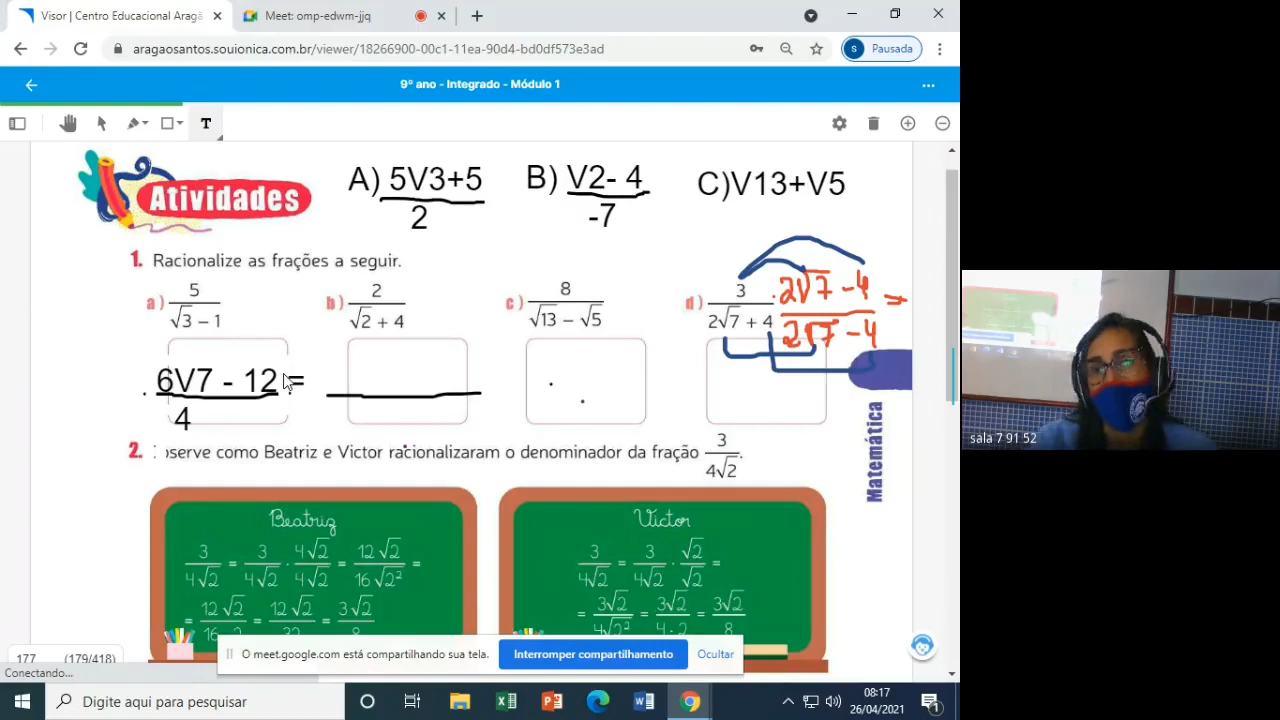 Visor | Centro Educacional Aragã
Meet: omp-edwm-jjq
aragaosantos.souionica.com.br/viewer/18266900-00c1-11ea-90d4-bd0df573e3ad
Pausada
9º ano - Integrado - Módulo 1
T
Atividades
A) 5V3+5
2
B) V2- 4
-7
C)V13+V5
1. Racionalize as frações a seguir.
a) 5/(√3 − 1)
b) 2/(√2 + 4)
c) 8/(√13 − √5)
d) 3/(2√7 + 4) · (2√7 − 4)/(2√7 − 4) =
. 6V7 - 12 =
4
2. serve como Beatriz e Victor racionalizaram o denominador da fração 3/(4√2).
Beatriz
3/(4√2) = 3/(4√2) · 4√2/(4√2) = 12√2/(16√2²) =
= 12√2/(16·2) = 12√2/32 = 3√2/8
Victor
3/(4√2) = 3/(4√2) · √2/√2 =
= 3√2/(4√2²) = 3√2/(4·2) = 3√2/8
Matemática
sala 7 91 52
177 (179/418)
Conectando...
O meet.google.com está compartilhando sua tela.
Interromper compartilhamento
Ocultar
Digite aqui para pesquisar
08:17
26/04/2021